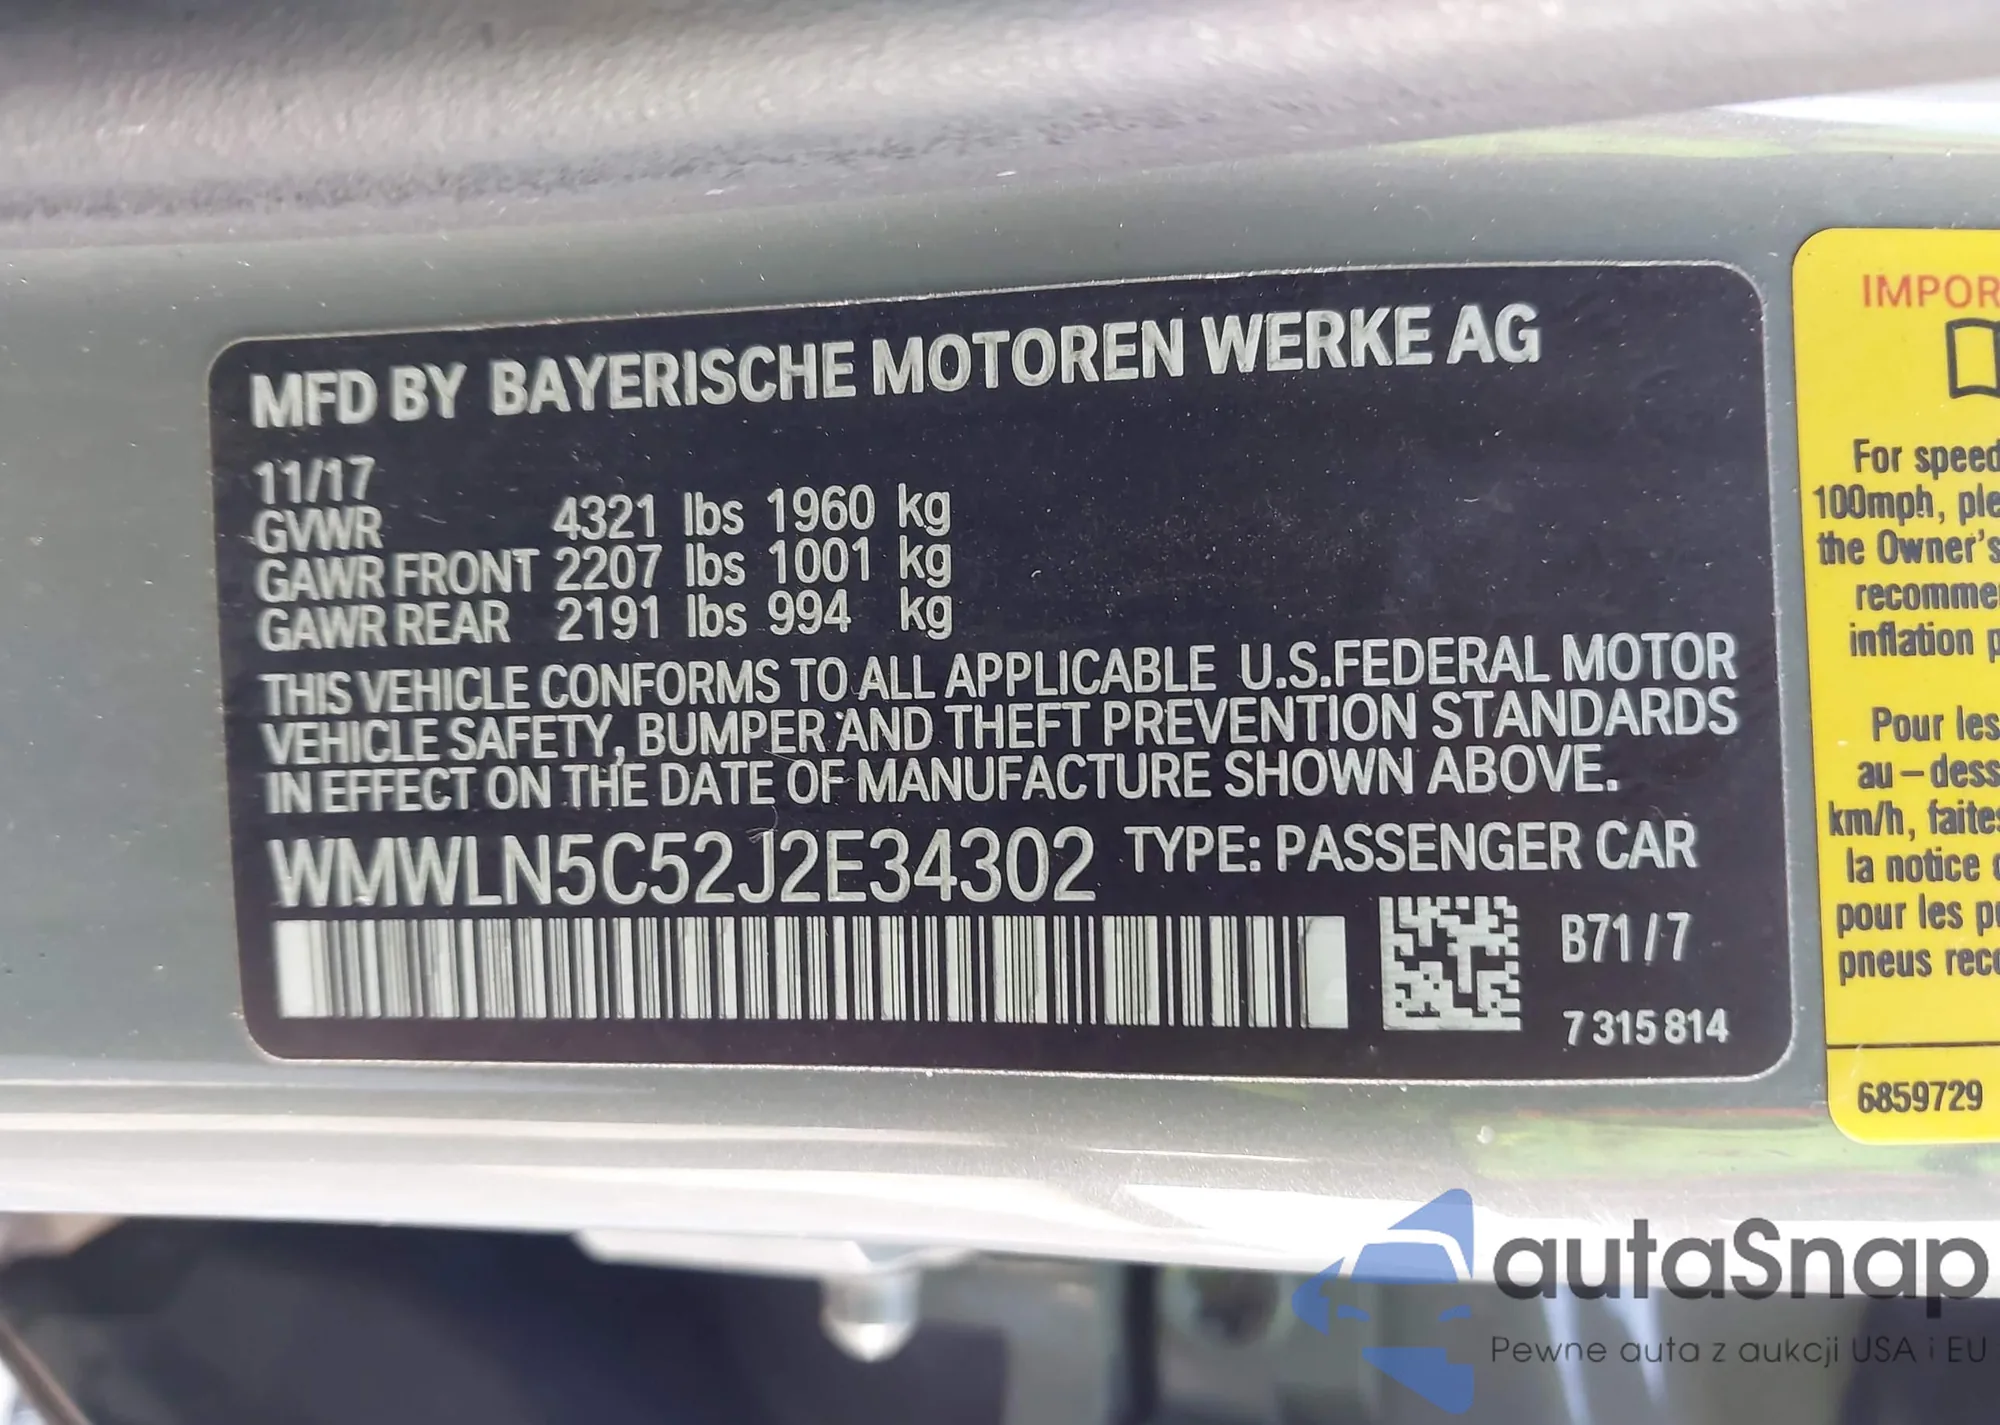 MFD BY BAYERISCHE MOTOREN WERKE AG
11/17
GVWR 4321 lbs 1960 kg
GAWR FRONT 2207 lbs 1001 kg
GAWR REAR 2191 lbs 994 kg
THIS VEHICLE CONFORMS TO ALL APPLICABLE U.S.FEDERAL MOTOR
VEHICLE SAFETY, BUMPER AND THEFT PREVENTION STANDARDS
IN EFFECT ON THE DATE OF MANUFACTURE SHOWN ABOVE.
WMWLN5C52J2E34302 TYPE: PASSENGER CAR
B71/7
7 315 814
IMPOR
For speed
100mph, ple
the Owner's
recomme
inflation p
Pour les
au-dess
km/h, faites
la notice
pour les p
pneus reco
6859729
autaSnap
Pewne auta z aukcji USA i EU